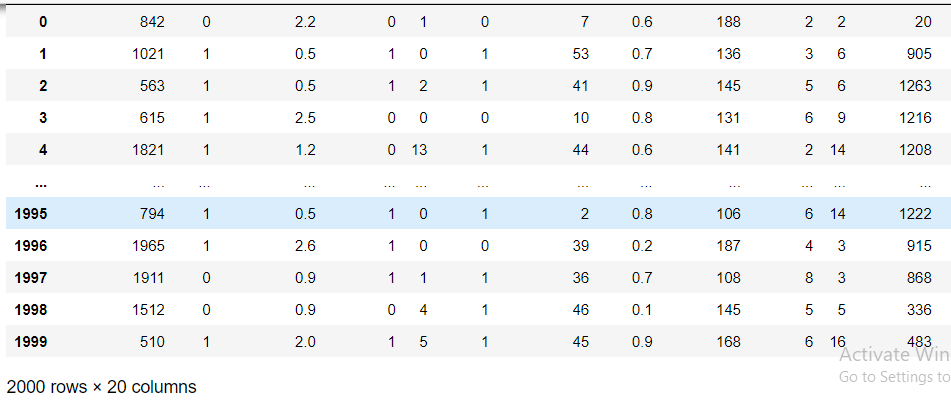 0 842 0 2.2 0 1 0 7 0.6 188 2 2 20
1 1021 1 0.5 1 0 1 53 0.7 136 3 6 905
2 563 1 0.5 1 2 1 41 0.9 145 5 6 1263
3 615 1 2.5 0 0 0 10 0.8 131 6 9 1216
4 1821 1 1.2 0 13 1 44 0.6 141 2 14 1208
... ... ... ... ... ... ... ... ... ... ... ... ...
1995 794 1 0.5 1 0 1 2 0.8 106 6 14 1222
1996 1965 1 2.6 1 0 0 39 0.2 187 4 3 915
1997 1911 0 0.9 1 1 1 36 0.7 108 8 3 868
1998 1512 0 0.9 0 4 1 46 0.1 145 5 5 336
1999 510 1 2.0 1 5 1 45 0.9 168 6 16 483
Activate Win
Go to Settings to
2000 rows × 20 columns